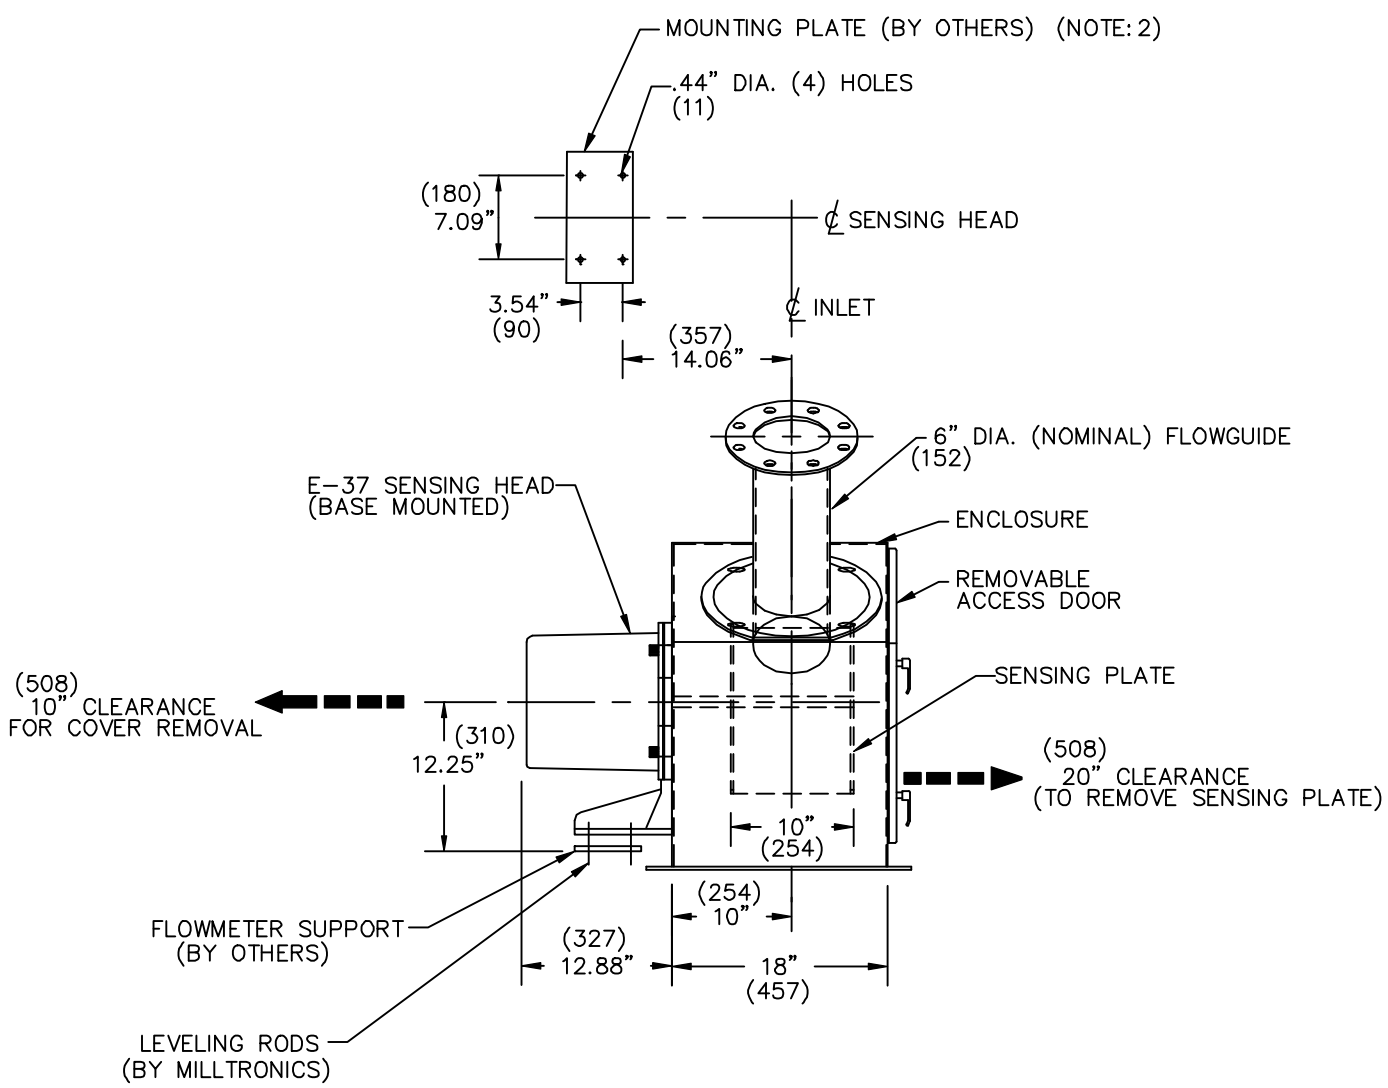 MOUNTING PLATE (BY OTHERS) (NOTE: 2)
.44" DIA. (4) HOLES
(11)
(180)
7.09"
℄ SENSING HEAD
3.54"
(90)
℄ INLET
(357)
14.06"
6" DIA. (NOMINAL) FLOWGUIDE
(152)
E-37 SENSING HEAD
(BASE MOUNTED)
ENCLOSURE
REMOVABLE
ACCESS DOOR
SENSING PLATE
(508)
10" CLEARANCE
FOR COVER REMOVAL
(310)
12.25"
(508)
20" CLEARANCE
(TO REMOVE SENSING PLATE)
10"
(254)
(254)
10"
FLOWMETER SUPPORT
(BY OTHERS)
(327)
12.88"
18"
(457)
LEVELING RODS
(BY MILLTRONICS)